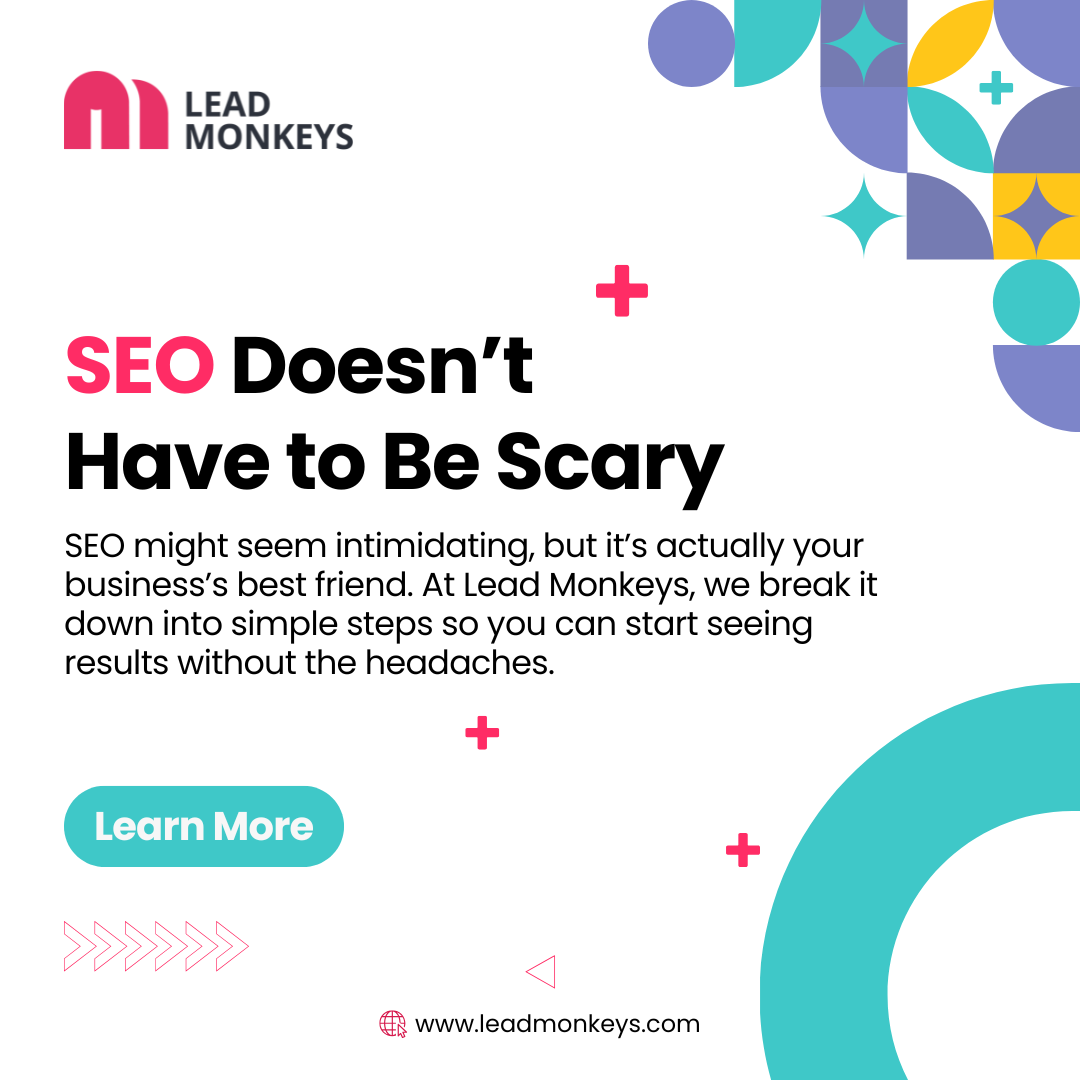 LEAD
MONKEYS
SEO Doesn’t
Have to Be Scary
SEO might seem intimidating, but it’s actually your
business’s best friend. At Lead Monkeys, we break it
down into simple steps so you can start seeing
results without the headaches.
Learn More
www.leadmonkeys.com